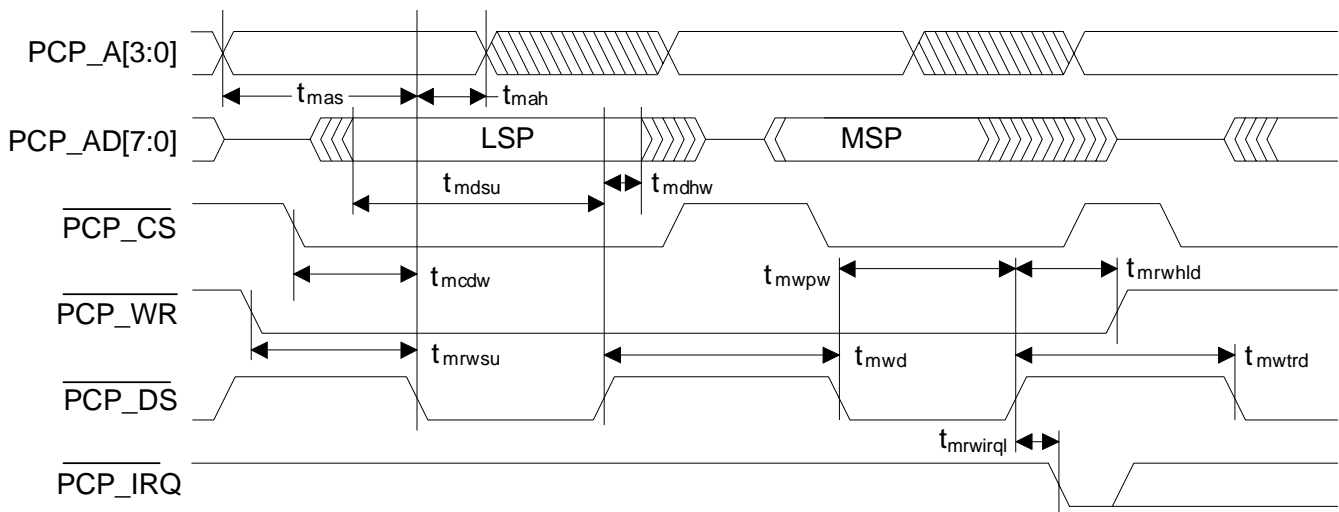 PCP_A[3:0]
tmas
tmah
PCP_AD[7:0]
LSP
MSP
tmdsu
tmdhw
PCP_CS
tmcdw
tmwpw
tmrwhld
PCP_WR
tmrwsu
tmwd
tmwtrd
PCP_DS
tmrwirql
PCP_IRQ